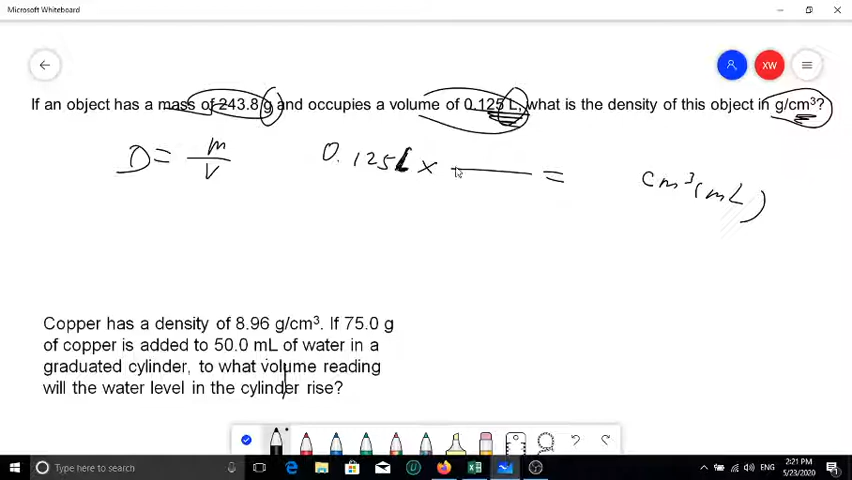 Microsoft Whiteboard
XW
If an object has a mass of 243.8 g and occupies a volume of 0.125 L, what is the density of this object in g/cm³?
D = m/V 0.125L x ——— = cm³(mL)
Copper has a density of 8.96 g/cm³. If 75.0 g
of copper is added to 50.0 mL of water in a
graduated cylinder, to what volume reading
will the water level in the cylinder rise?
Type here to search
ENG
2:21 PM
5/23/2020